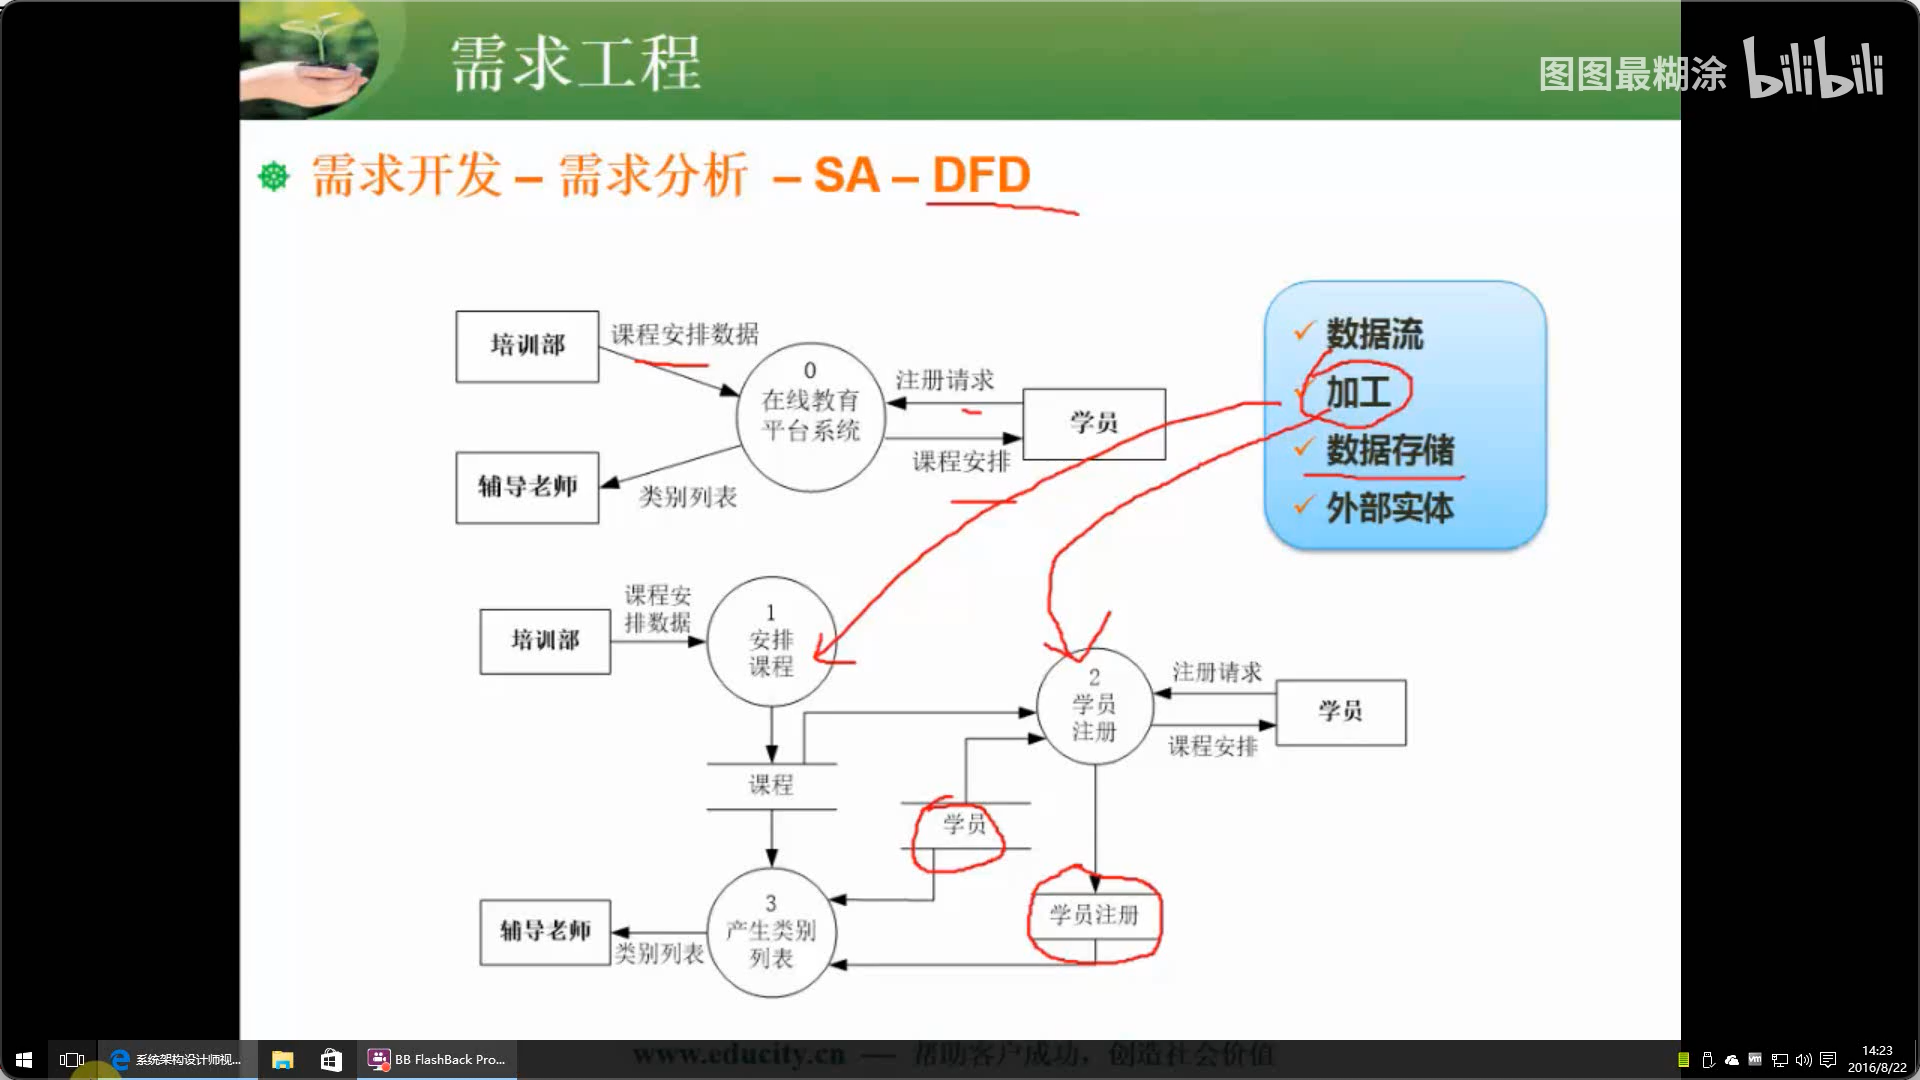 需求工程
图图最糊涂 bilibili
需求开发 – 需求分析 – SA – DFD
培训部
课程安排数据
0
在线教育
平台系统
注册请求
学员
课程安排
辅导老师
类别列表
数据流
加工
数据存储
外部实体
培训部
课程安
排数据
1
安排
课程
2
学员
注册
注册请求
学员
课程安排
课程
学员
学员注册
3
产生类别
列表
辅导老师
类别列表
www.educity.cn — 帮助客户成功，创造社会价值
系统架构设计师视...
BB FlashBack Pro...
14:23
2016/8/22